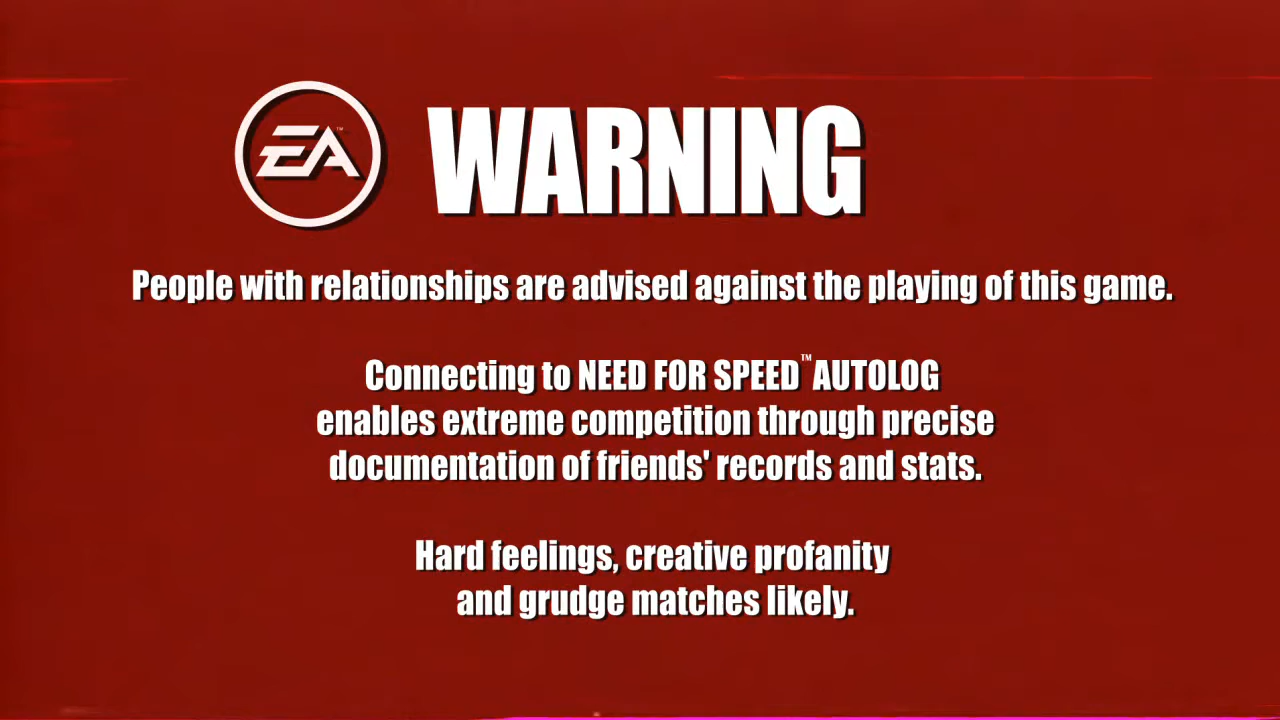 EA™ WARNING
People with relationships are advised against the playing of this game.
Connecting to NEED FOR SPEED™ AUTOLOG
enables extreme competition through precise
documentation of friends' records and stats.
Hard feelings, creative profanity
and grudge matches likely.